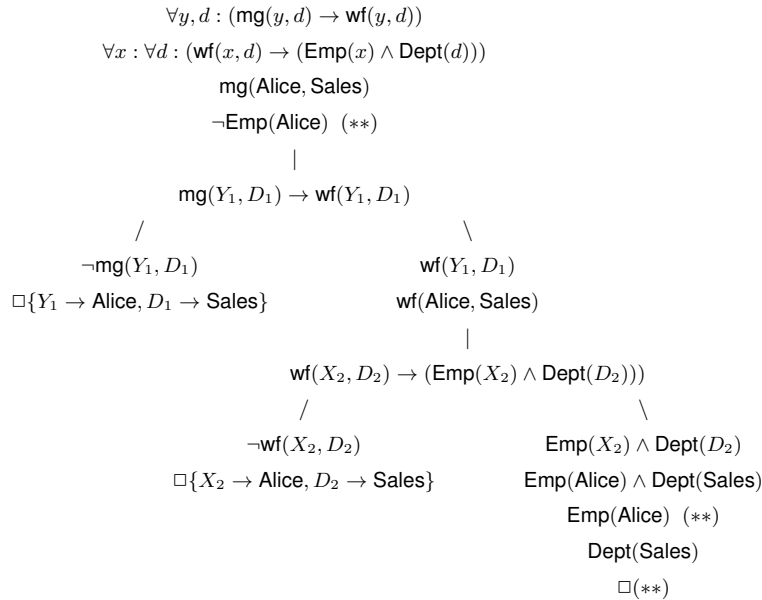 ∀y, d : (mg(y, d) → wf(y, d))
∀x : ∀d : (wf(x, d) → (Emp(x) ∧ Dept(d)))
mg(Alice, Sales)
¬Emp(Alice) (∗∗)
|
mg(Y₁, D₁) → wf(Y₁, D₁)
/ \
¬mg(Y₁, D₁) wf(Y₁, D₁)
□{Y₁ → Alice, D₁ → Sales} wf(Alice, Sales)
|
wf(X₂, D₂) → (Emp(X₂) ∧ Dept(D₂)))
/ \
¬wf(X₂, D₂) Emp(X₂) ∧ Dept(D₂)
□{X₂ → Alice, D₂ → Sales} Emp(Alice) ∧ Dept(Sales)
Emp(Alice) (∗∗)
Dept(Sales)
□(∗∗)